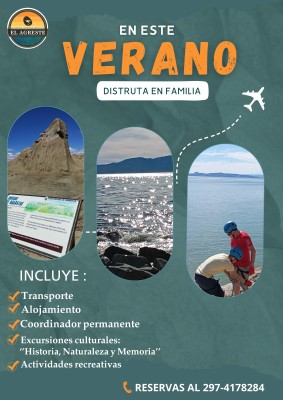 EL AGRESTE
EN ESTE
VERANO
DISTRUTA EN FAMILIA
INCLUYE :
Transporte
Alojamiento
Coordinador permanente
Excursiones culturales:
“Historia, Naturaleza y Memoria”
Actividades recreativas
RESERVAS AL 297-4178284